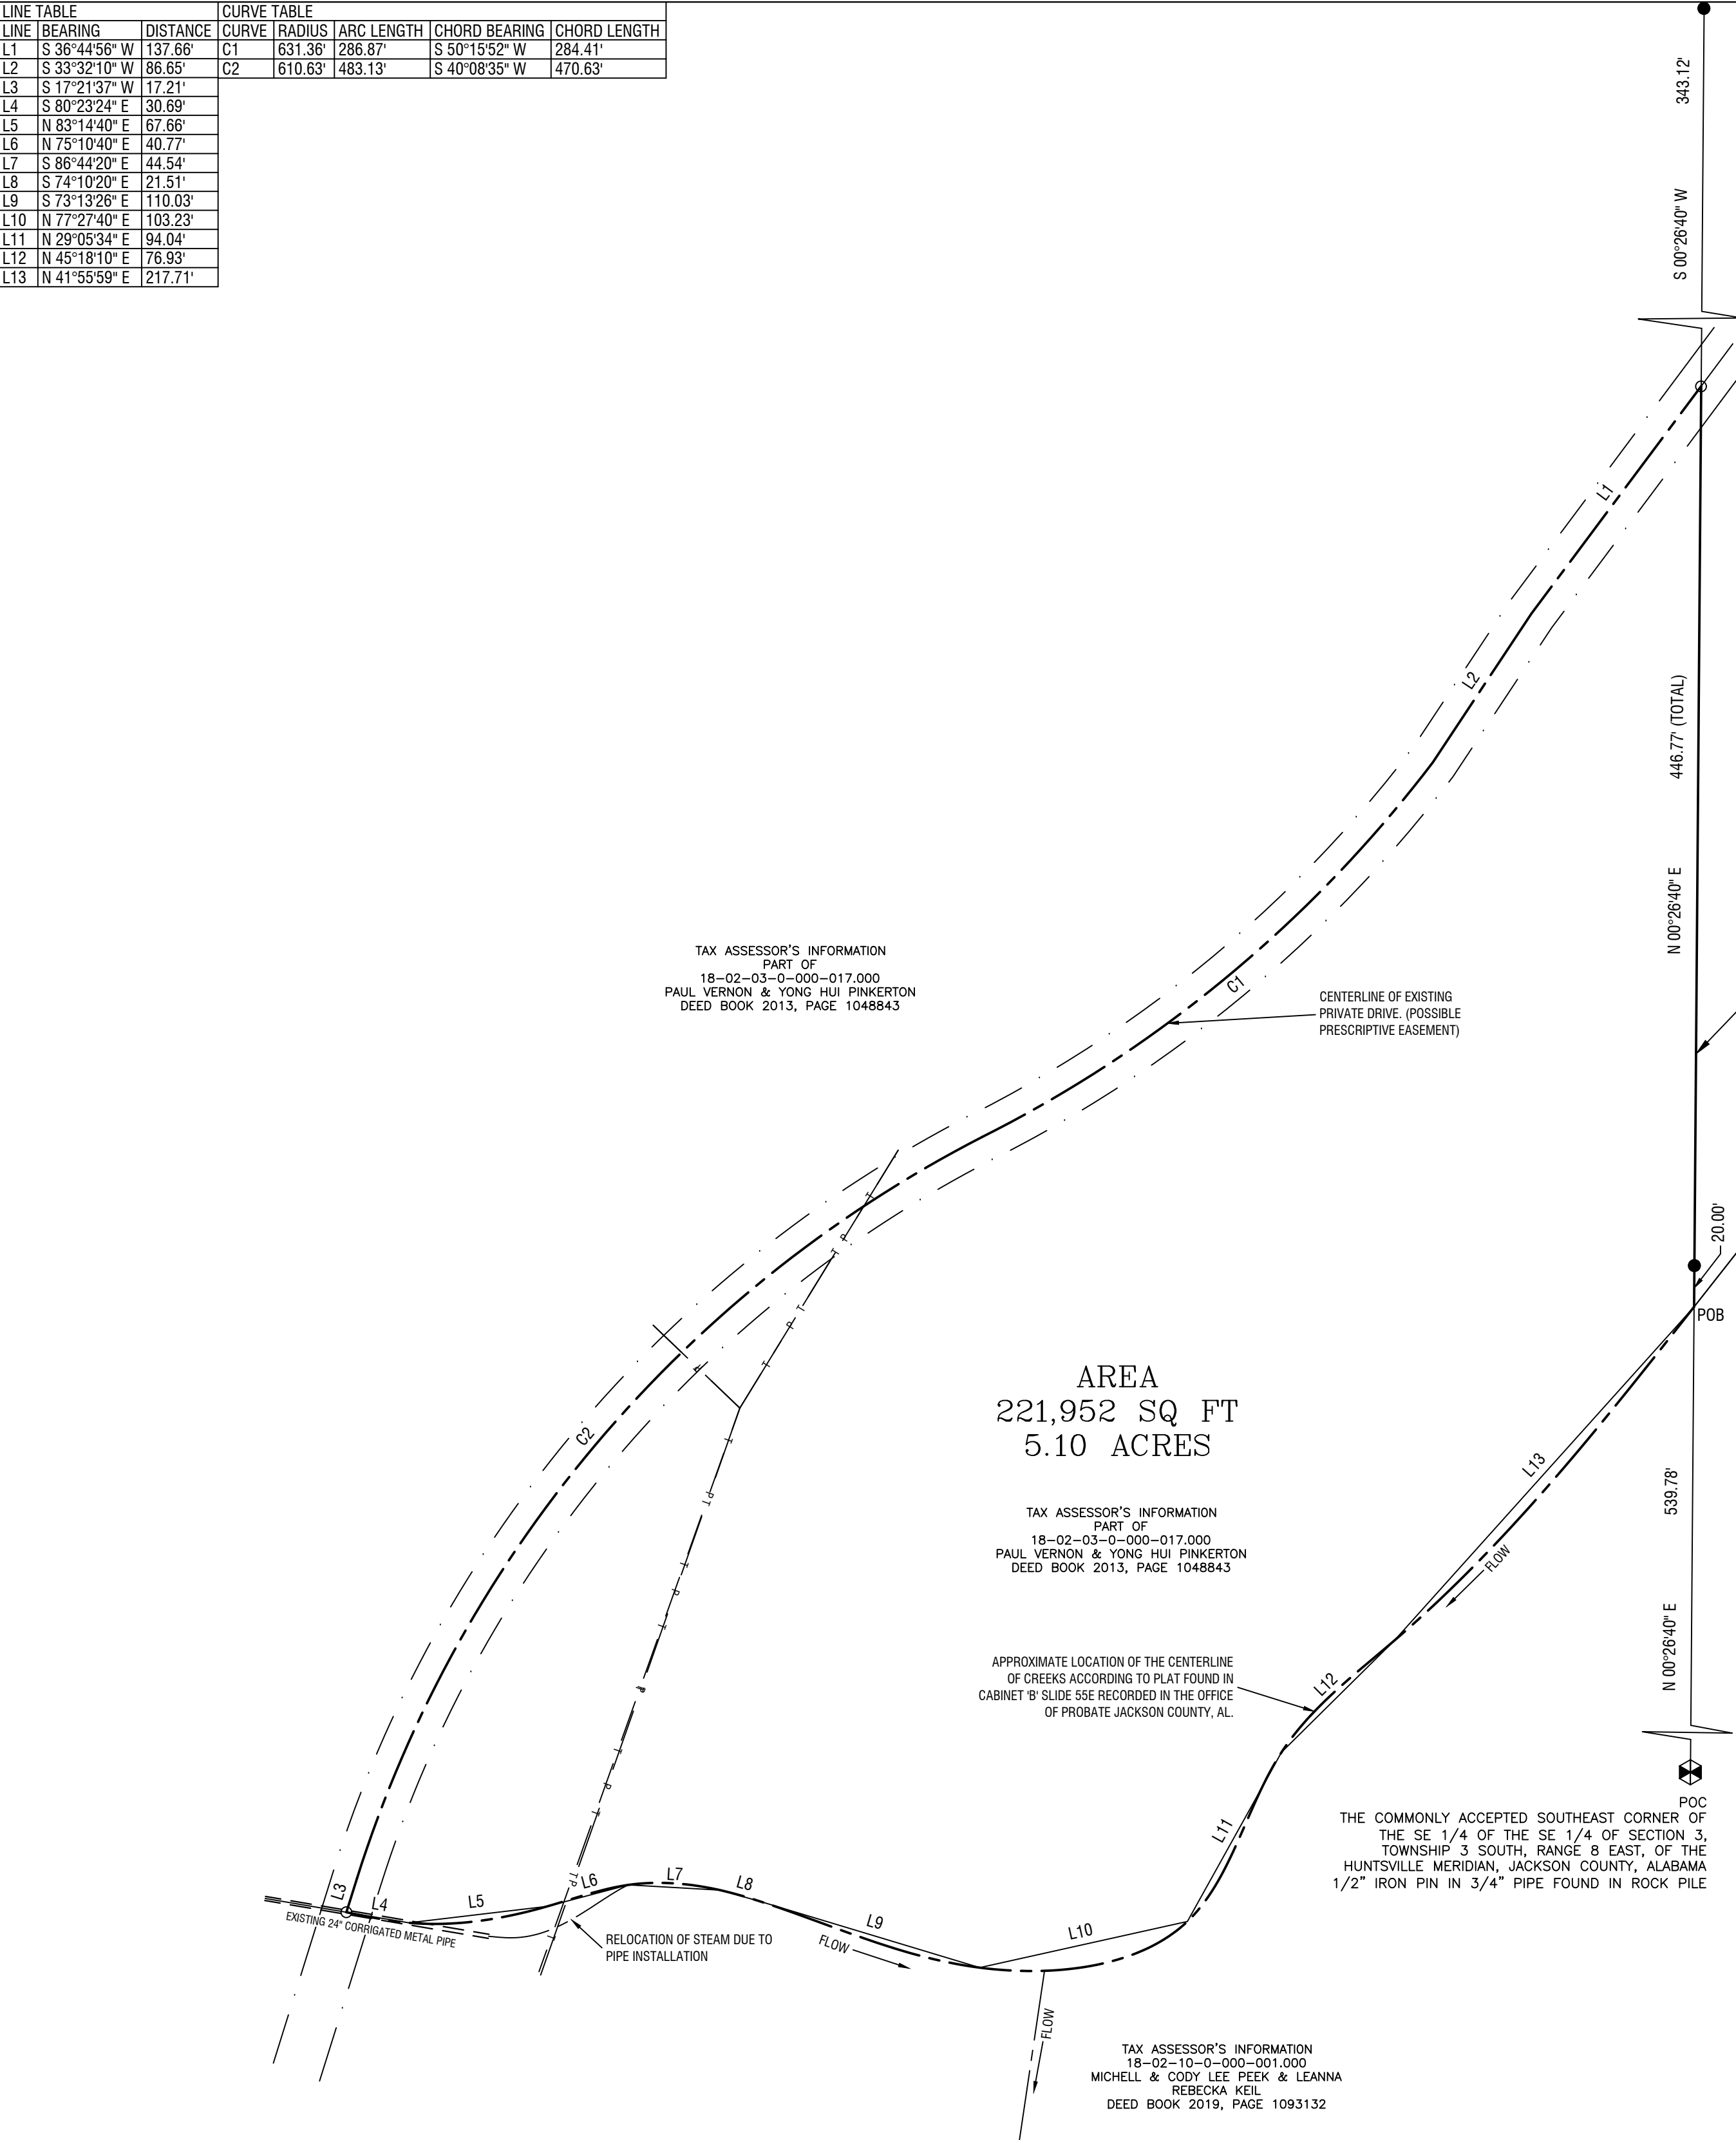 LINE TABLE
LINE BEARING DISTANCE
L1 S 36°44'56" W 137.66'
L2 S 33°32'10" W 86.65'
L3 S 17°21'37" W 17.21'
L4 S 80°23'24" E 30.69'
L5 N 83°14'40" E 67.66'
L6 N 75°10'40" E 40.77'
L7 S 86°44'20" E 44.54'
L8 S 74°10'20" E 21.51'
L9 S 73°13'26" E 110.03'
L10 N 77°27'40" E 103.23'
L11 N 29°05'34" E 94.04'
L12 N 45°18'10" E 76.93'
L13 N 41°55'59" E 217.71'
CURVE TABLE
CURVE RADIUS ARC LENGTH CHORD BEARING CHORD LENGTH
C1 631.36' 286.87' S 50°15'52" W 284.41'
C2 610.63' 483.13' S 40°08'35" W 470.63'
343.12'
S 00°26'40" W
L1
L2
446.77' (TOTAL)
N 00°26'40" E
TAX ASSESSOR'S INFORMATION
PART OF
18-02-03-0-000-017.000
PAUL VERNON & YONG HUI PINKERTON
DEED BOOK 2013, PAGE 1048843
C1
CENTERLINE OF EXISTING
PRIVATE DRIVE. (POSSIBLE
PRESCRIPTIVE EASEMENT)
20.00'
POB
C2
AREA
221,952 SQ FT
5.10 ACRES
L13
539.78'
FLOW
TAX ASSESSOR'S INFORMATION
PART OF
18-02-03-0-000-017.000
PAUL VERNON & YONG HUI PINKERTON
DEED BOOK 2013, PAGE 1048843
N 00°26'40" E
APPROXIMATE LOCATION OF THE CENTERLINE
OF CREEKS ACCORDING TO PLAT FOUND IN
CABINET 'B' SLIDE 55E RECORDED IN THE OFFICE
OF PROBATE JACKSON COUNTY, AL.
L12
L11
POC
THE COMMONLY ACCEPTED SOUTHEAST CORNER OF
THE SE 1/4 OF THE SE 1/4 OF SECTION 3,
TOWNSHIP 3 SOUTH, RANGE 8 EAST, OF THE
HUNTSVILLE MERIDIAN, JACKSON COUNTY, ALABAMA
1/2" IRON PIN IN 3/4" PIPE FOUND IN ROCK PILE
L3
L4
L5
L6
L7
L8
L9
L10
EXISTING 24" CORRIGATED METAL PIPE
RELOCATION OF STEAM DUE TO
PIPE INSTALLATION
FLOW
FLOW
TAX ASSESSOR'S INFORMATION
18-02-10-0-000-001.000
MICHELL & CODY LEE PEEK & LEANNA
REBECKA KEIL
DEED BOOK 2019, PAGE 1093132